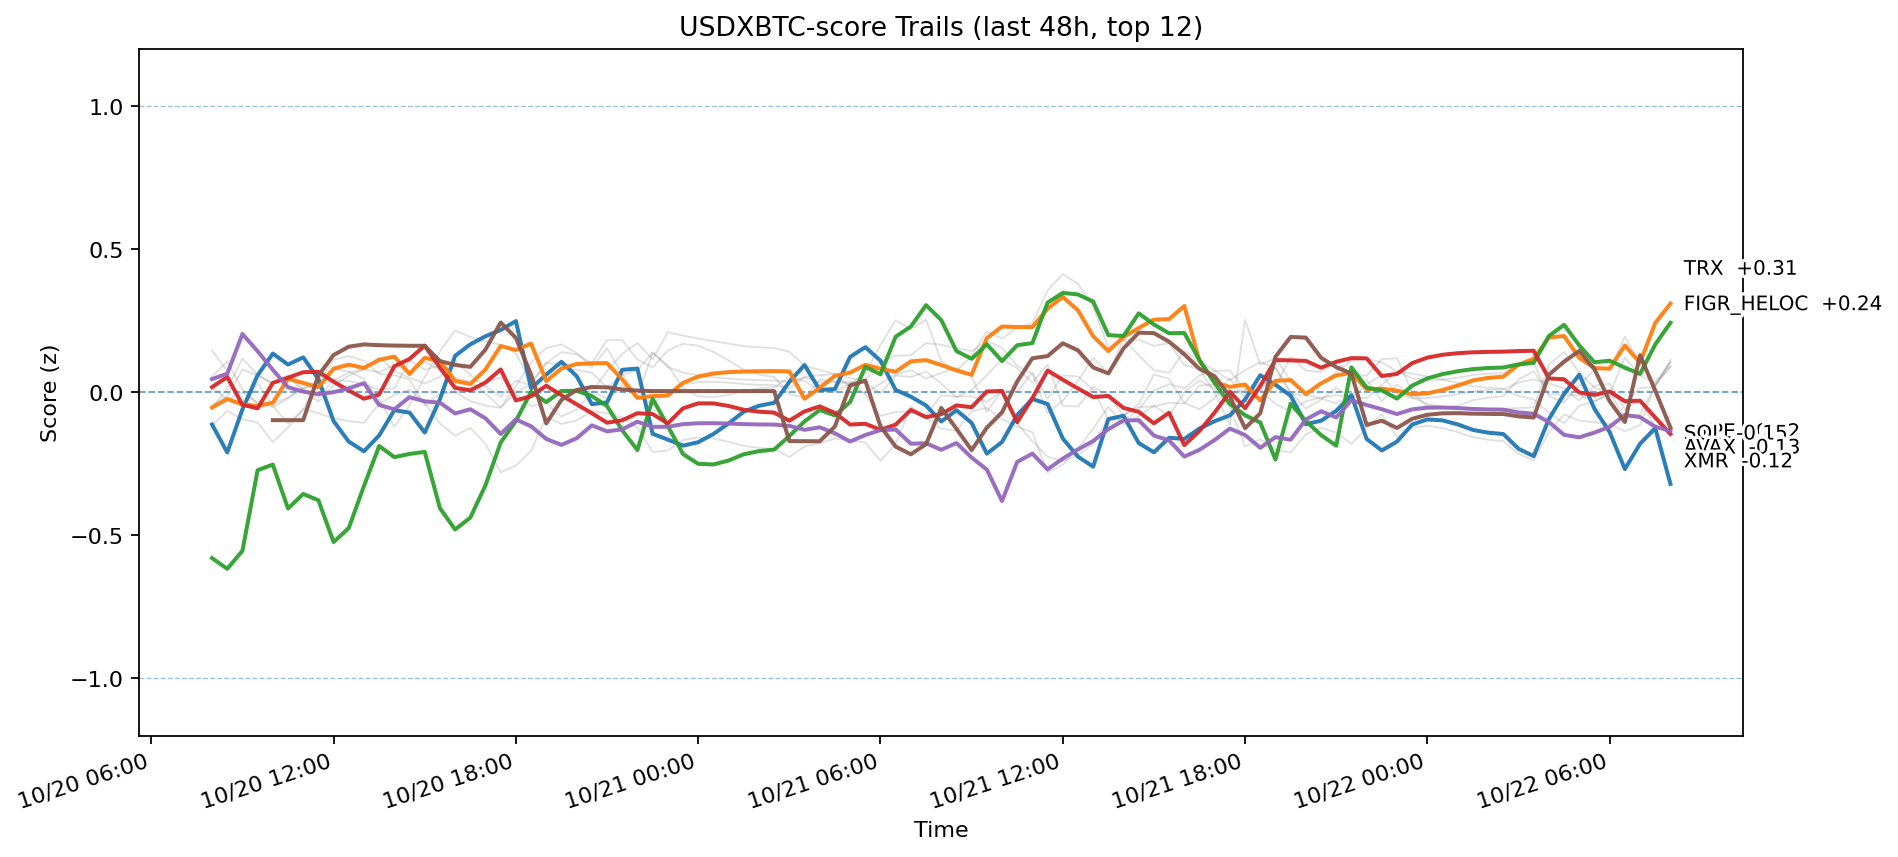 USDXBTC-score Trails (last 48h, top 12)
Score (z)
1.0
0.5
0.0
−0.5
−1.0
TRX +0.31
FIGR_HELOC +0.24
AVAX -0.13
XMR -0.12
10/20 06:00
10/20 12:00
10/20 18:00
10/21 00:00
10/21 06:00
10/21 12:00
10/21 18:00
10/22 00:00
10/22 06:00
Time